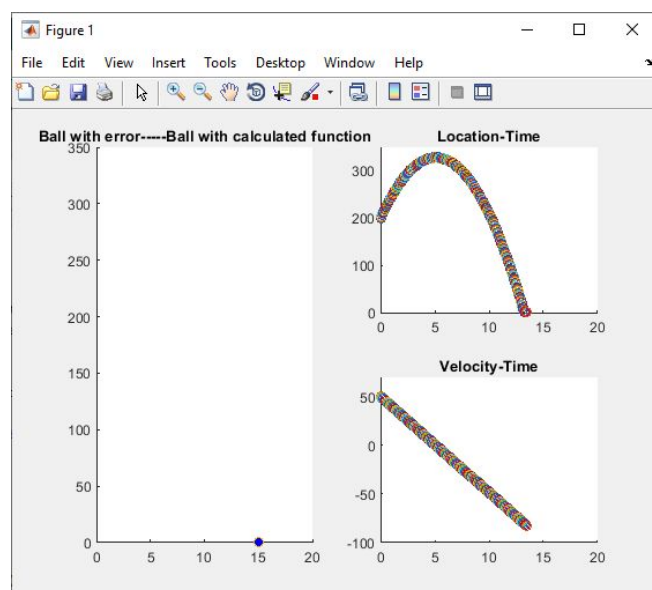 Figure 1
File Edit View Insert Tools Desktop Window Help
Ball with error-----Ball with calculated function
350
300
250
200
150
100
50
0
0 5 10 15 20
Location-Time
300
200
100
0
0 5 10 15 20
Velocity-Time
50
0
-50
-100
0 5 10 15 20